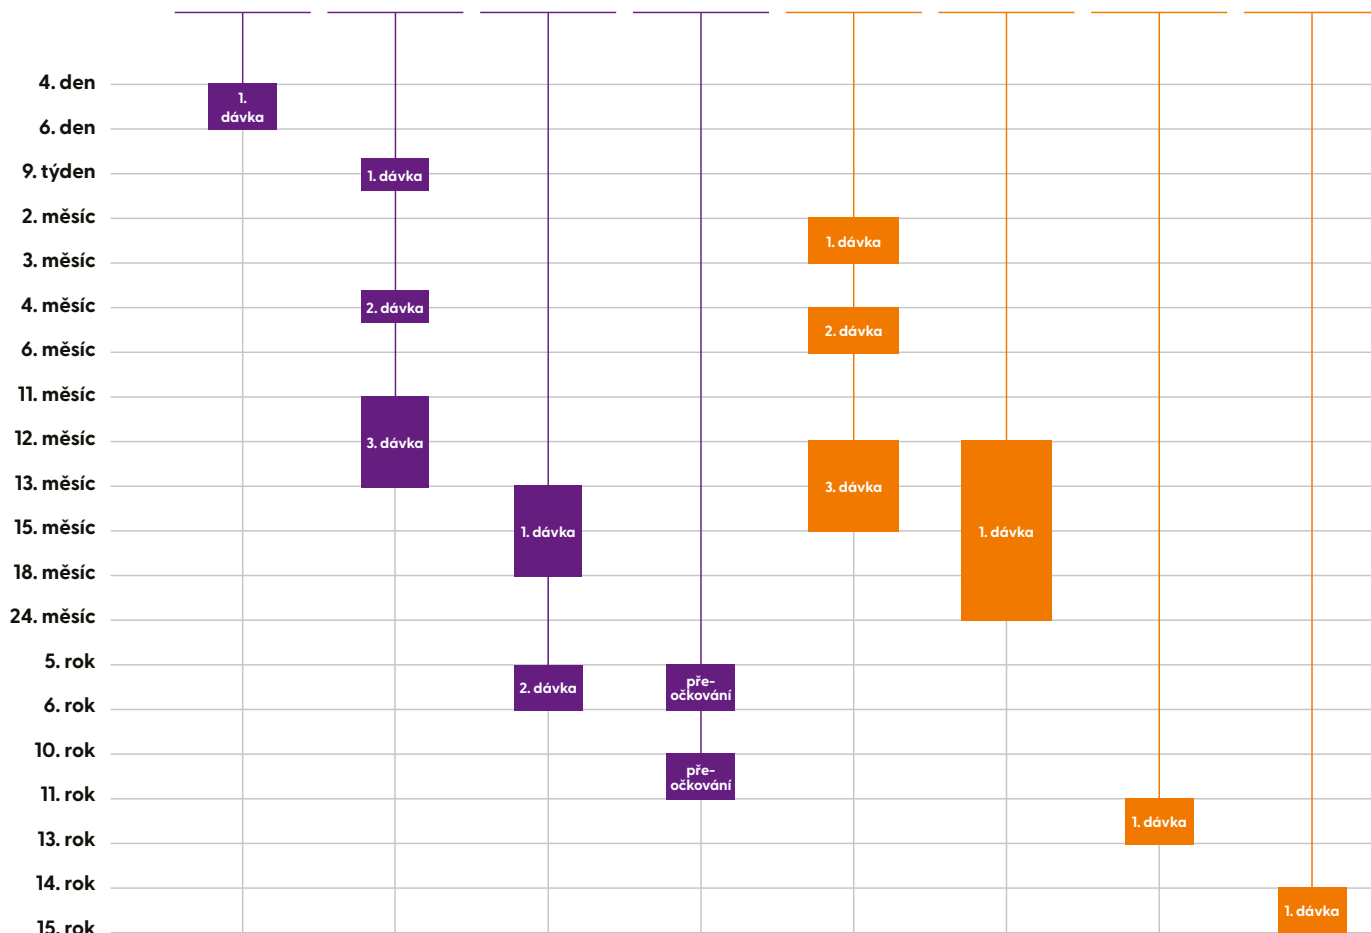 4. den
1.
dávka
6. den
9. týden
1. dávka
2. měsíc
1. dávka
3. měsíc
4. měsíc
2. dávka
2. dávka
6. měsíc
11. měsíc
12. měsíc
3. dávka
13. měsíc
3. dávka
15. měsíc
1. dávka
1. dávka
18. měsíc
24. měsíc
5. rok
2. dávka
pře-
očkování
6. rok
10. rok
pře-
očkování
11. rok
1. dávka
13. rok
14. rok
1. dávka
15. rok